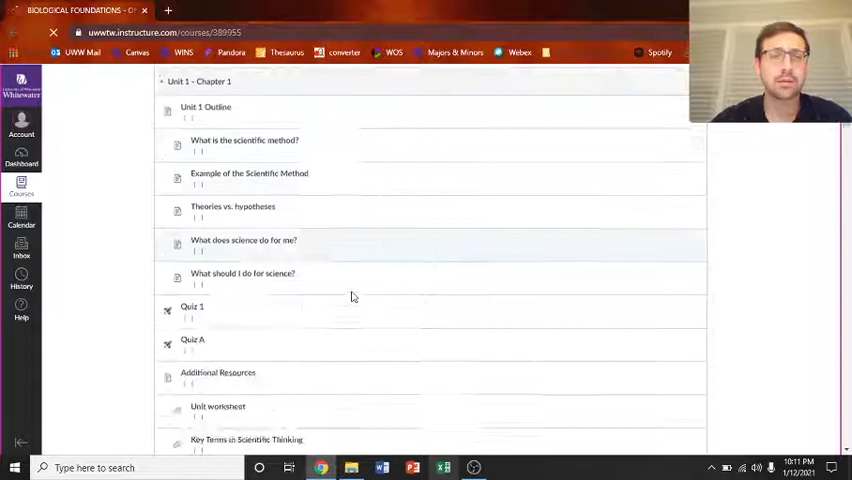 BIOLOGICAL FOUNDATIONS - O
uwwtw.instructure.com/courses/389955
UWW Mail
Canvas
WINS
Pandora
Thesaurus
converter
WOS
Majors & Minors
Webex
Spotify
Whitewater
Account
Dashboard
Courses
Calendar
Inbox
History
Help
Unit 1 - Chapter 1
Unit 1 Outline
What is the scientific method?
Example of the Scientific Method
Theories vs. hypotheses
What does science do for me?
What should I do for science?
Quiz 1
Quiz A
Additional Resources
Unit worksheet
Key Terms in Scientific Thinking
Type here to search
10:11 PM
1/12/2021